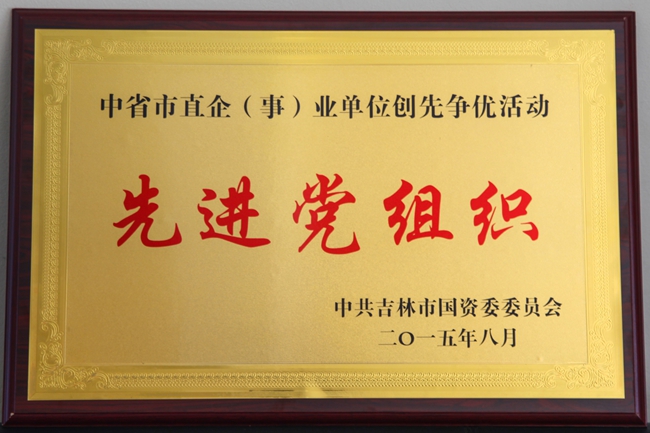 中省市直企（事）业单位创先争优活动
先进党组织
中共吉林市国资委委员会
二〇一五年八月